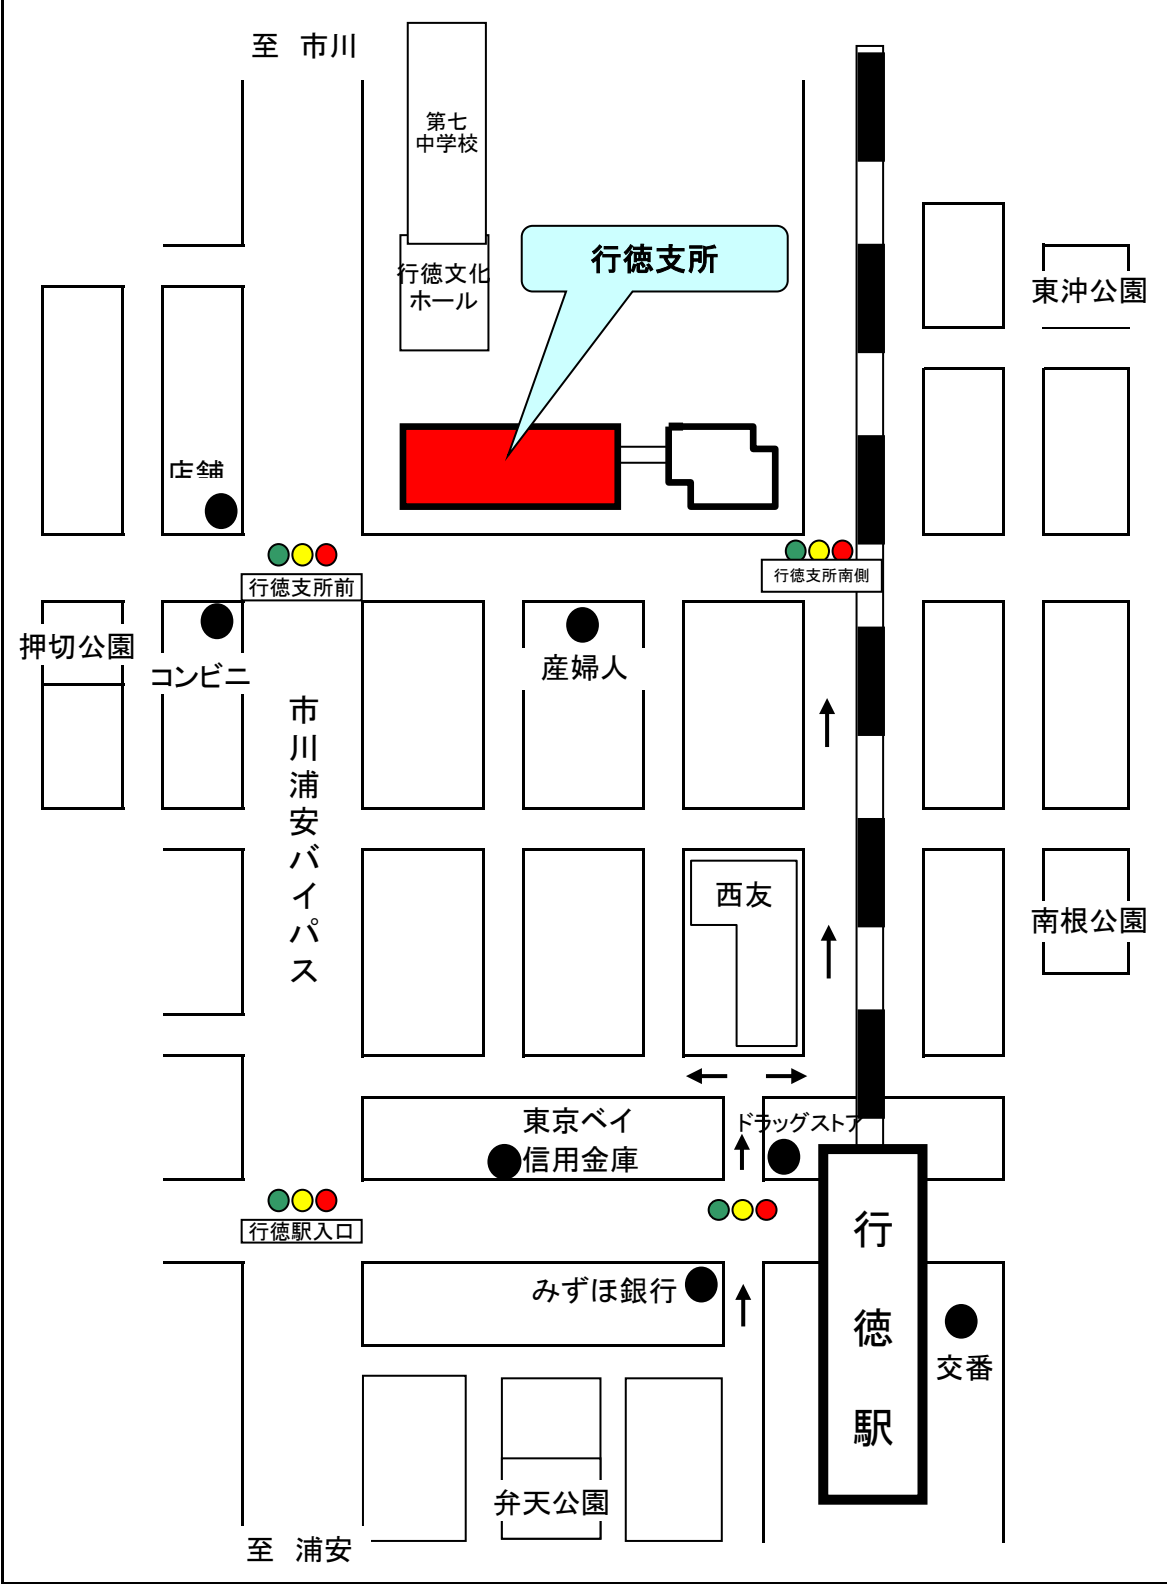 至 市川
第七
中学校
行徳支所
行徳文化
ホール
東沖公園
店舗
行徳支所前
行徳支所南側
押切公園
コンビニ
産婦人
市川浦安バイパス
西友
南根公園
東京ベイ
信用金庫
ドラッグストア
行徳駅入口
行徳駅
みずほ銀行
交番
弁天公園
至 浦安